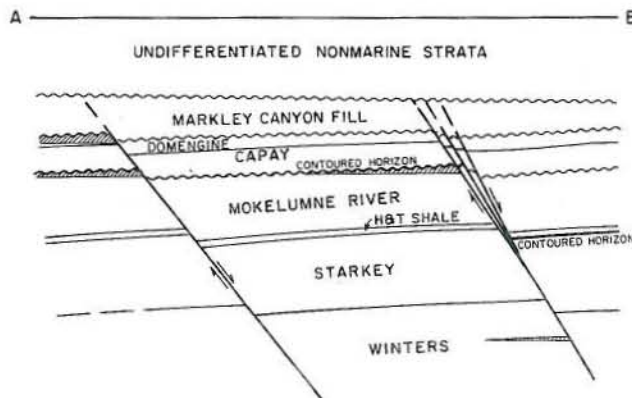 A
B
UNDIFFERENTIATED NONMARINE STRATA
MARKLEY CANYON FILL
DOMENGINE
CAPAY
CONTOURED HORIZON
MOKELUMNE RIVER
H&T SHALE
CONTOURED HORIZON
STARKEY
WINTERS